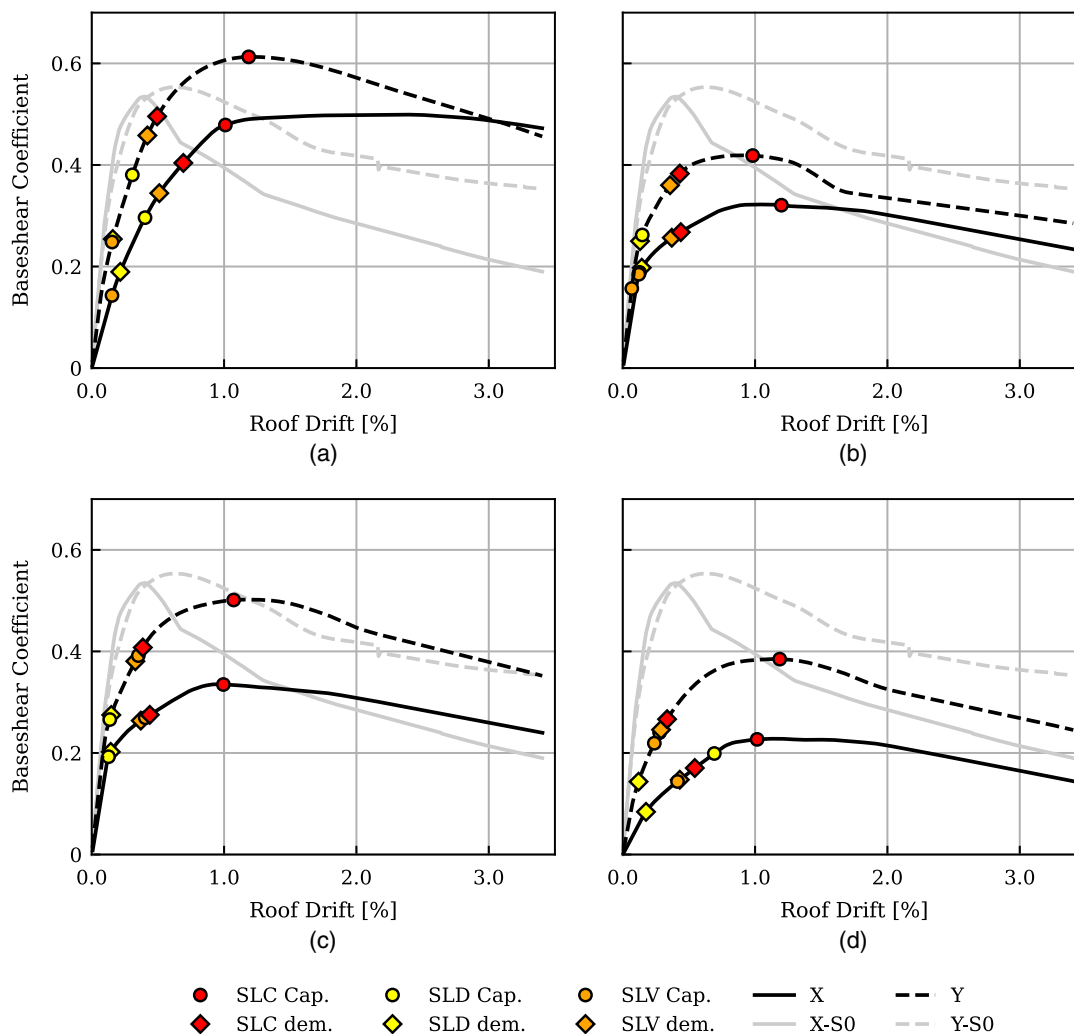 0.6
0.4
0.2
0
Baseshear Coefficient
0.0 1.0 2.0 3.0
Roof Drift [%]
(a)
0.0 1.0 2.0 3.0
Roof Drift [%]
(b)
0.6
0.4
0.2
0
Baseshear Coefficient
0.0 1.0 2.0 3.0
Roof Drift [%]
(c)
0.0 1.0 2.0 3.0
Roof Drift [%]
(d)
SLC Cap. SLD Cap. SLV Cap. X Y
SLC dem. SLD dem. SLV dem. X-S0 Y-S0